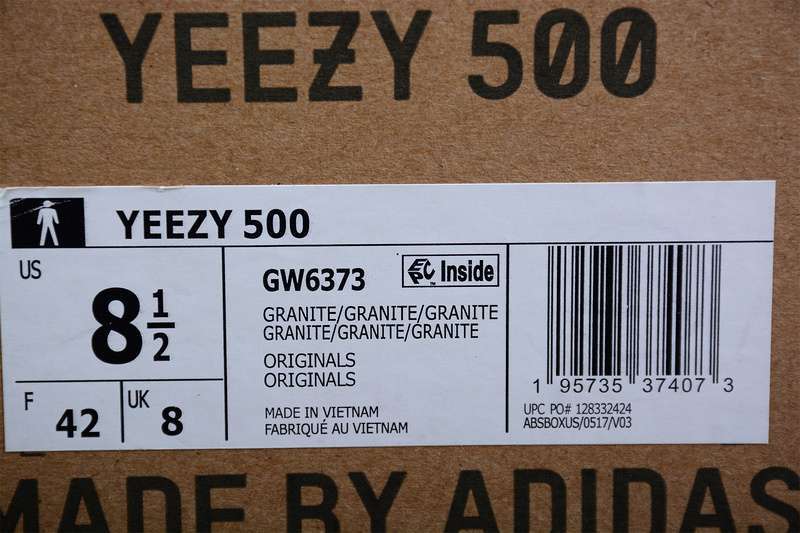 YEEZY 500
YEEZY 500
US
8 1/2
F
42
UK
8
GW6373
EPC Inside
™
GRANITE/GRANITE/GRANITE
GRANITE/GRANITE/GRANITE
ORIGINALS
ORIGINALS
MADE IN VIETNAM
FABRIQUÉ AU VIETNAM
1 95735 37407 3
UPC PO# 128332424
ABSBOXUS/0517/V03
MADE BY ADIDAS